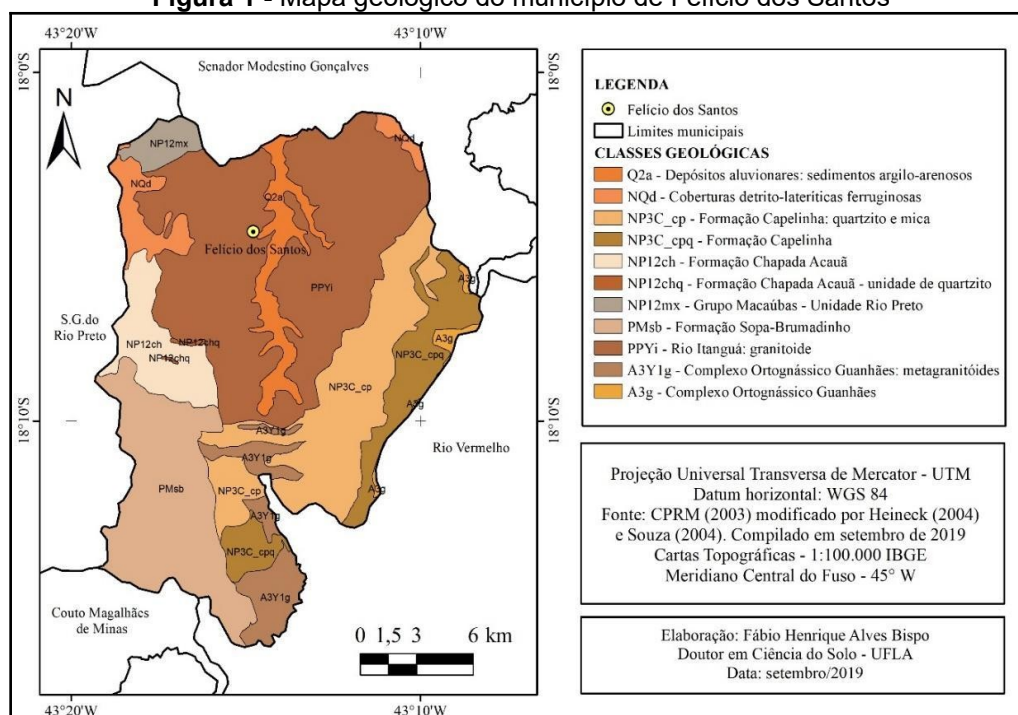 Figura 1 - Mapa geológico do município de Felício dos Santos
43°20'W
43°10'W
Senador Modestino Gonçalves
18°0'S
18°0'S
N
NP12mx
NQd
NQd
Q2a
Felício dos Santos
PPYi
A3g
S.G.do
Rio Preto
NP12ch
NP12chq
NP12chq
A3g
NP3C_cpq
NP3C_cp
A3g
18°10'S
18°10'S
A3Y1g
Rio Vermelho
A3Y1g
PMsb
NP3C_cp
A3g
A3Y1g
NP3C_cpq
A3Y1g
Couto Magalhães
de Minas
0 1,5 3 6 km
43°20'W
43°10'W
LEGENDA
Felício dos Santos
Limites municipais
CLASSES GEOLÓGICAS
Q2a - Depósitos aluvionares: sedimentos argilo-arenosos
NQd - Coberturas detrito-lateríticas ferruginosas
NP3C_cp - Formação Capelinha: quartzito e mica
NP3C_cpq - Formação Capelinha
NP12ch - Formação Chapada Acauã
NP12chq - Formação Chapada Acauã - unidade de quartzito
NP12mx - Grupo Macaúbas - Unidade Rio Preto
PMsb - Formação Sopa-Brumadinho
PPYi - Rio Itanguá: granitoide
A3Y1g - Complexo Ortognássico Guanhães: metagranitóides
A3g - Complexo Ortognássico Guanhães
Projeção Universal Transversa de Mercator - UTM
Datum horizontal: WGS 84
Fonte: CPRM (2003) modificado por Heineck (2004)
e Souza (2004). Compilado em setembro de 2019
Cartas Topográficas - 1:100.000 IBGE
Meridiano Central do Fuso - 45° W
Elaboração: Fábio Henrique Alves Bispo
Doutor em Ciência do Solo - UFLA
Data: setembro/2019